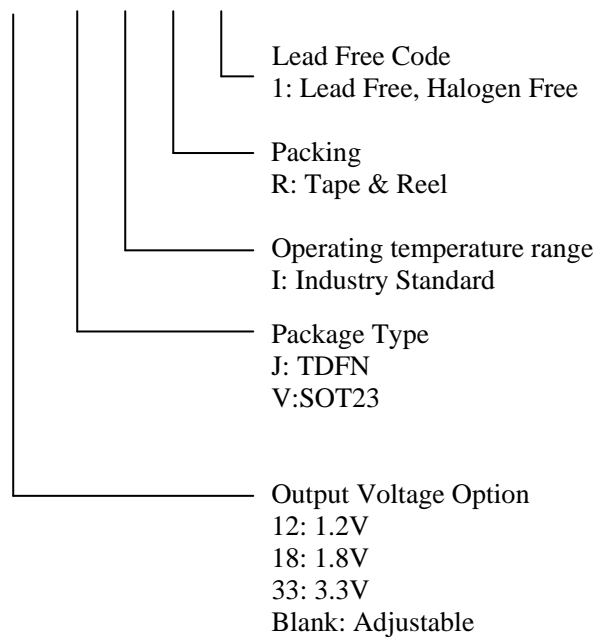 Lead Free Code
1: Lead Free, Halogen Free
Packing
R: Tape & Reel
Operating temperature range
I: Industry Standard
Package Type
J: TDFN
V:SOT23
Output Voltage Option
12: 1.2V
18: 1.8V
33: 3.3V
Blank: Adjustable